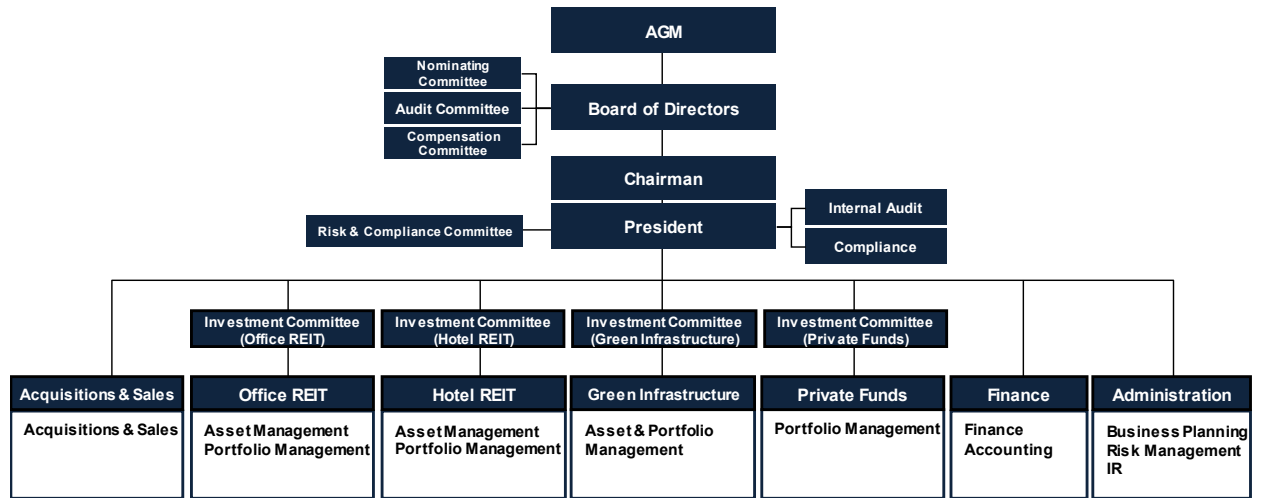 AGM
Nominating
Committee
Audit Committee
Board of Directors
Compensation
Committee
Chairman
President
Risk & Compliance Committee
Internal Audit
Compliance
Investment Committee
(Office REIT)
Investment Committee
(Hotel REIT)
Investment Committee
(Green Infrastructure)
Investment Committee
(Private Funds)
Acquisitions & Sales
Acquisitions & Sales
Office REIT
Asset Management
Portfolio Management
Hotel REIT
Asset Management
Portfolio Management
Green Infrastructure
Asset & Portfolio
Management
Private Funds
Portfolio Management
Finance
Finance
Accounting
Administration
Business Planning
Risk Management
IR